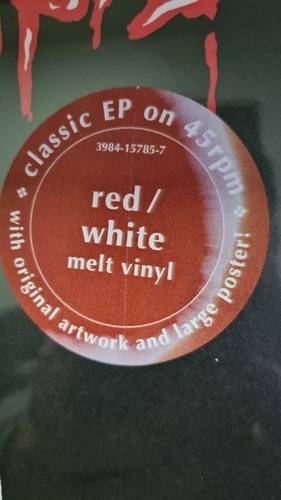 classic EP on 45rpm
3984-15785-7
red/
white
melt vinyl
with original artwork and large poster!